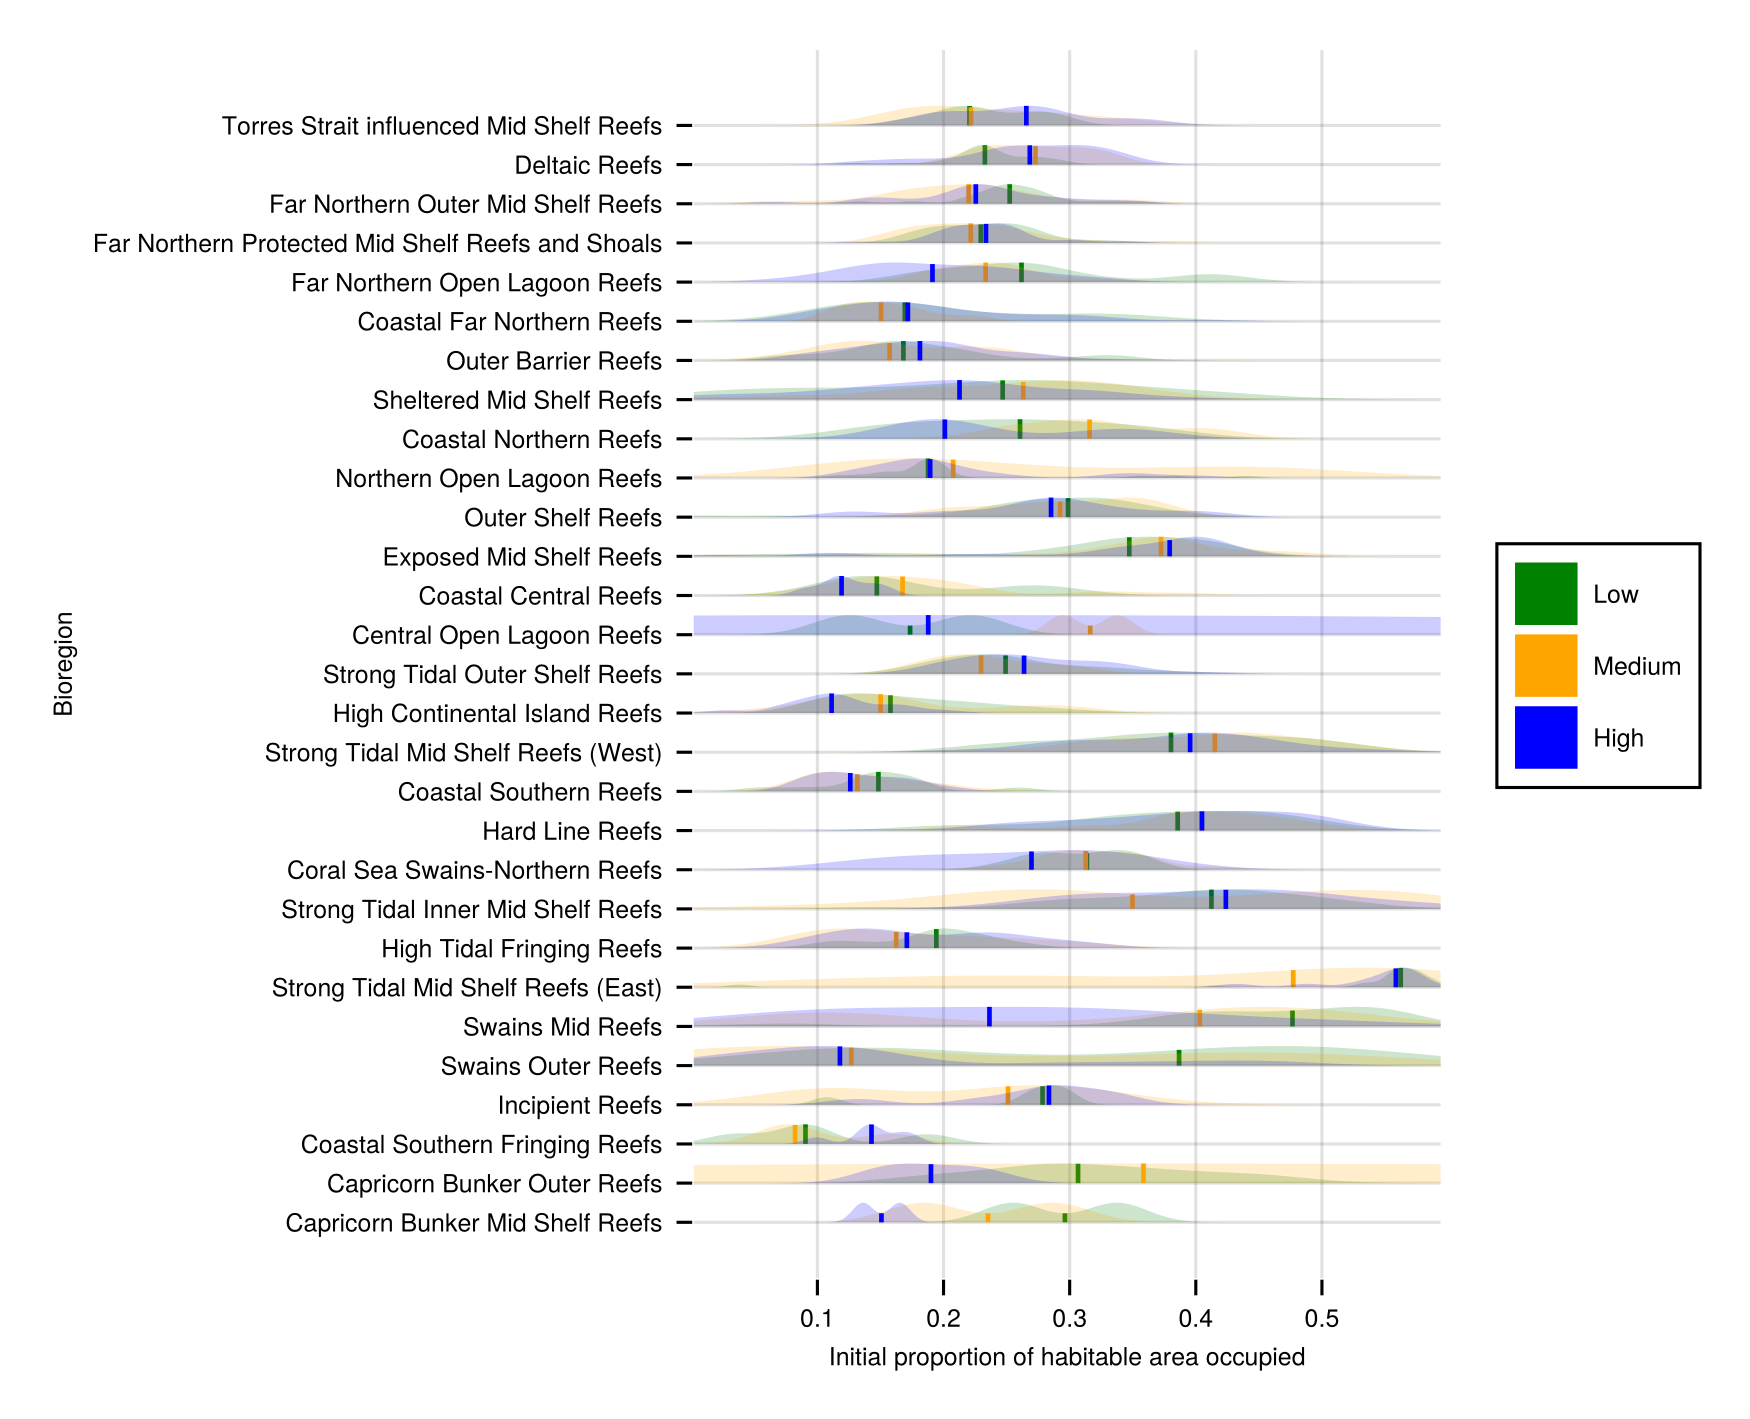 Torres Strait influenced Mid Shelf Reefs
Deltaic Reefs
Far Northern Outer Mid Shelf Reefs
Far Northern Protected Mid Shelf Reefs and Shoals
Far Northern Open Lagoon Reefs
Coastal Far Northern Reefs
Outer Barrier Reefs
Sheltered Mid Shelf Reefs
Coastal Northern Reefs
Northern Open Lagoon Reefs
Outer Shelf Reefs
Exposed Mid Shelf Reefs
Coastal Central Reefs
Central Open Lagoon Reefs
Strong Tidal Outer Shelf Reefs
High Continental Island Reefs
Strong Tidal Mid Shelf Reefs (West)
Coastal Southern Reefs
Hard Line Reefs
Coral Sea Swains-Northern Reefs
Strong Tidal Inner Mid Shelf Reefs
High Tidal Fringing Reefs
Strong Tidal Mid Shelf Reefs (East)
Swains Mid Reefs
Swains Outer Reefs
Incipient Reefs
Coastal Southern Fringing Reefs
Capricorn Bunker Outer Reefs
Capricorn Bunker Mid Shelf Reefs
Bioregion
0.1 0.2 0.3 0.4 0.5
Initial proportion of habitable area occupied
Low
Medium
High